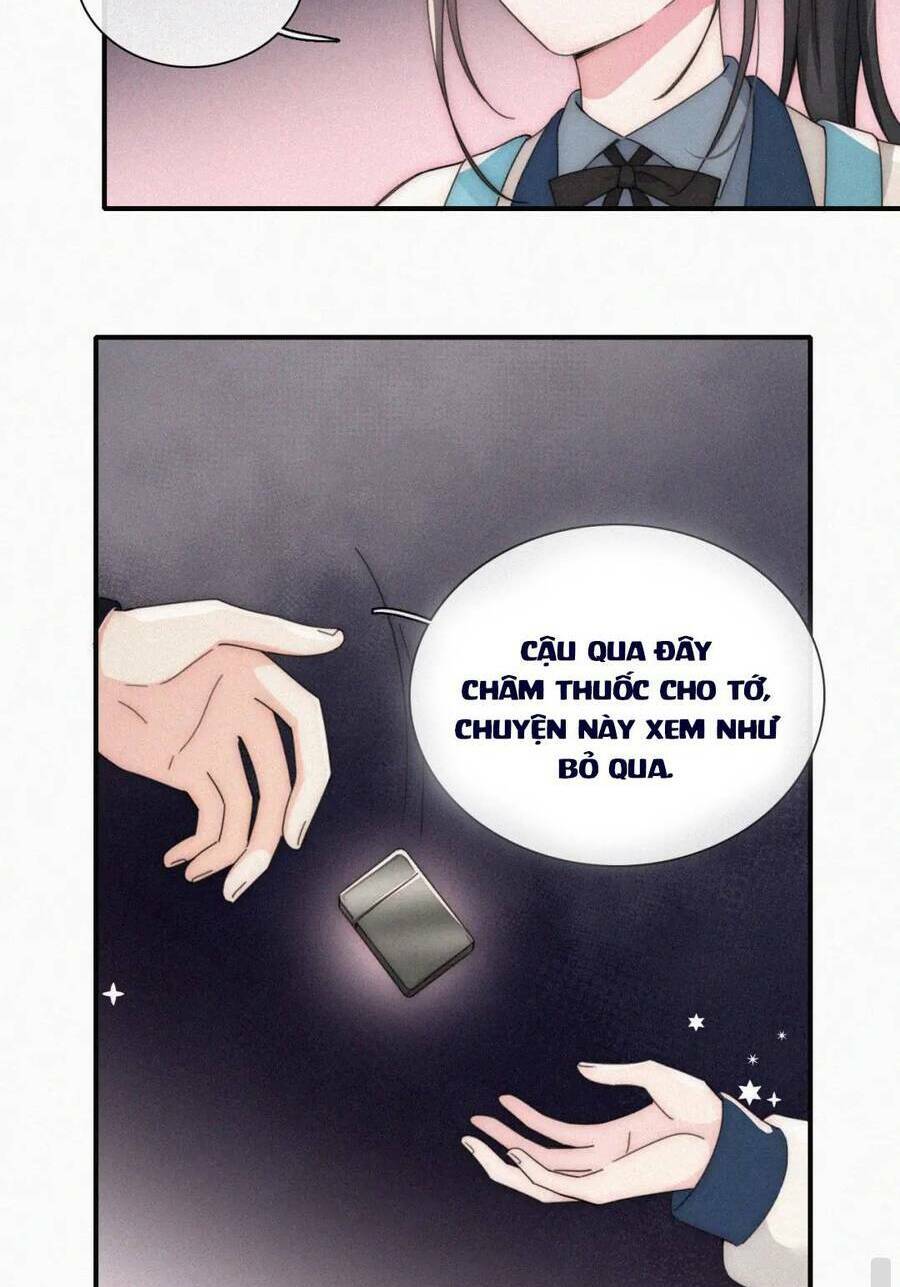 CẬU QUA ĐÂY
CHÂM THUỐC CHO TỚ,
CHUYỆN NÀY XEM NHƯ
BỎ QUA.